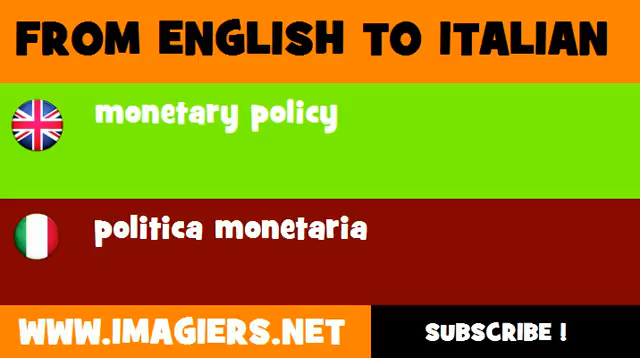 FROM ENGLISH TO ITALIAN
monetary policy
politica monetaria
WWW.IMAGIERS.NET
SUBSCRIBE !